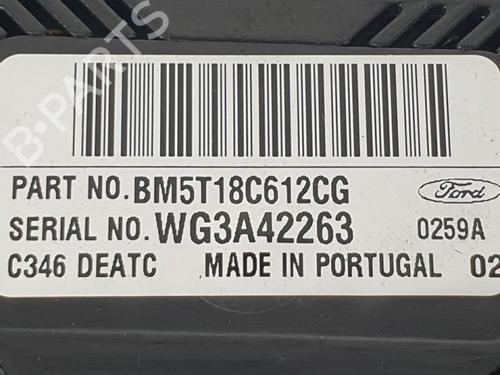 B-PARTS
PART NO. BM5T18C612CG
Ford
SERIAL NO. WG3A42263
0259A
C346 DEATC MADE IN PORTUGAL 02